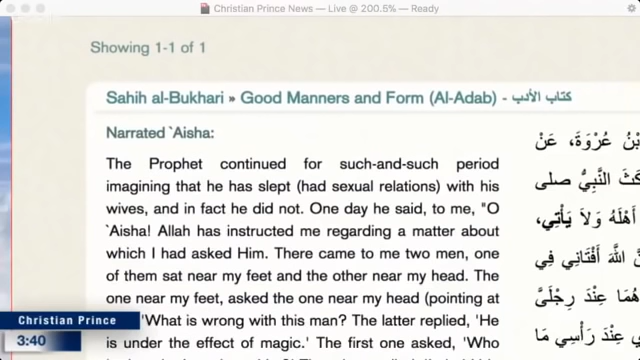 Christian Prince News — Live @ 200.5% — Ready
Showing 1-1 of 1
Sahih al-Bukhari » Good Manners and Form (Al-Adab) - كتاب الأدب
Narrated `Aisha:
The Prophet continued for such-and-such period
imagining that he has slept (had sexual relations) with his
wives, and in fact he did not. One day he said, to me, "O
`Aisha! Allah has instructed me regarding a matter about
which I had asked Him. There came to me two men, one
of them sat near my feet and the other near my head. The
one near my feet, asked the one near my head (pointing at
'What is wrong with this man? The latter replied, 'He
is under the effect of magic.' The first one asked, 'Who
بْنُ عُرْوَةَ، عَنْ
النَّبِيُّ صلى
أَهْلَهُ وَلاَ يَأْتِي،
اللَّهَ أَفْتَانِي فِي
عِنْدَ رِجْلَىَّ
عِنْدَ رَأْسِي مَا
Christian Prince
3:40